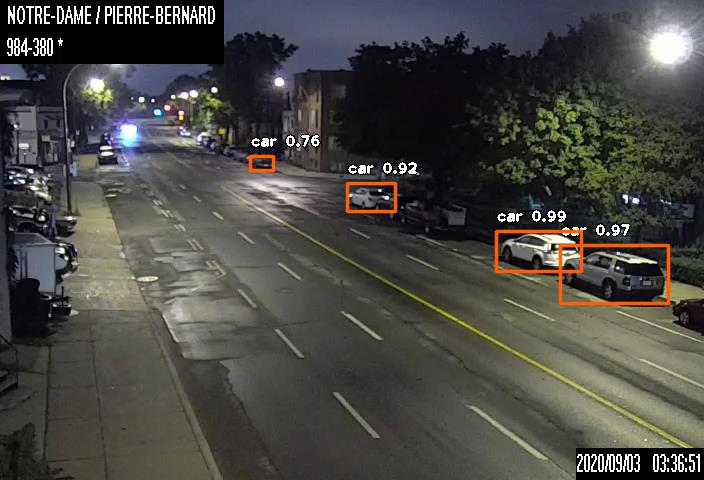 NOTRE-DAME / PIERRE-BERNARD
984-380 *
car 0.76
car 0.92
car 0.99
car 0.97
2020/09/03 03:36:51